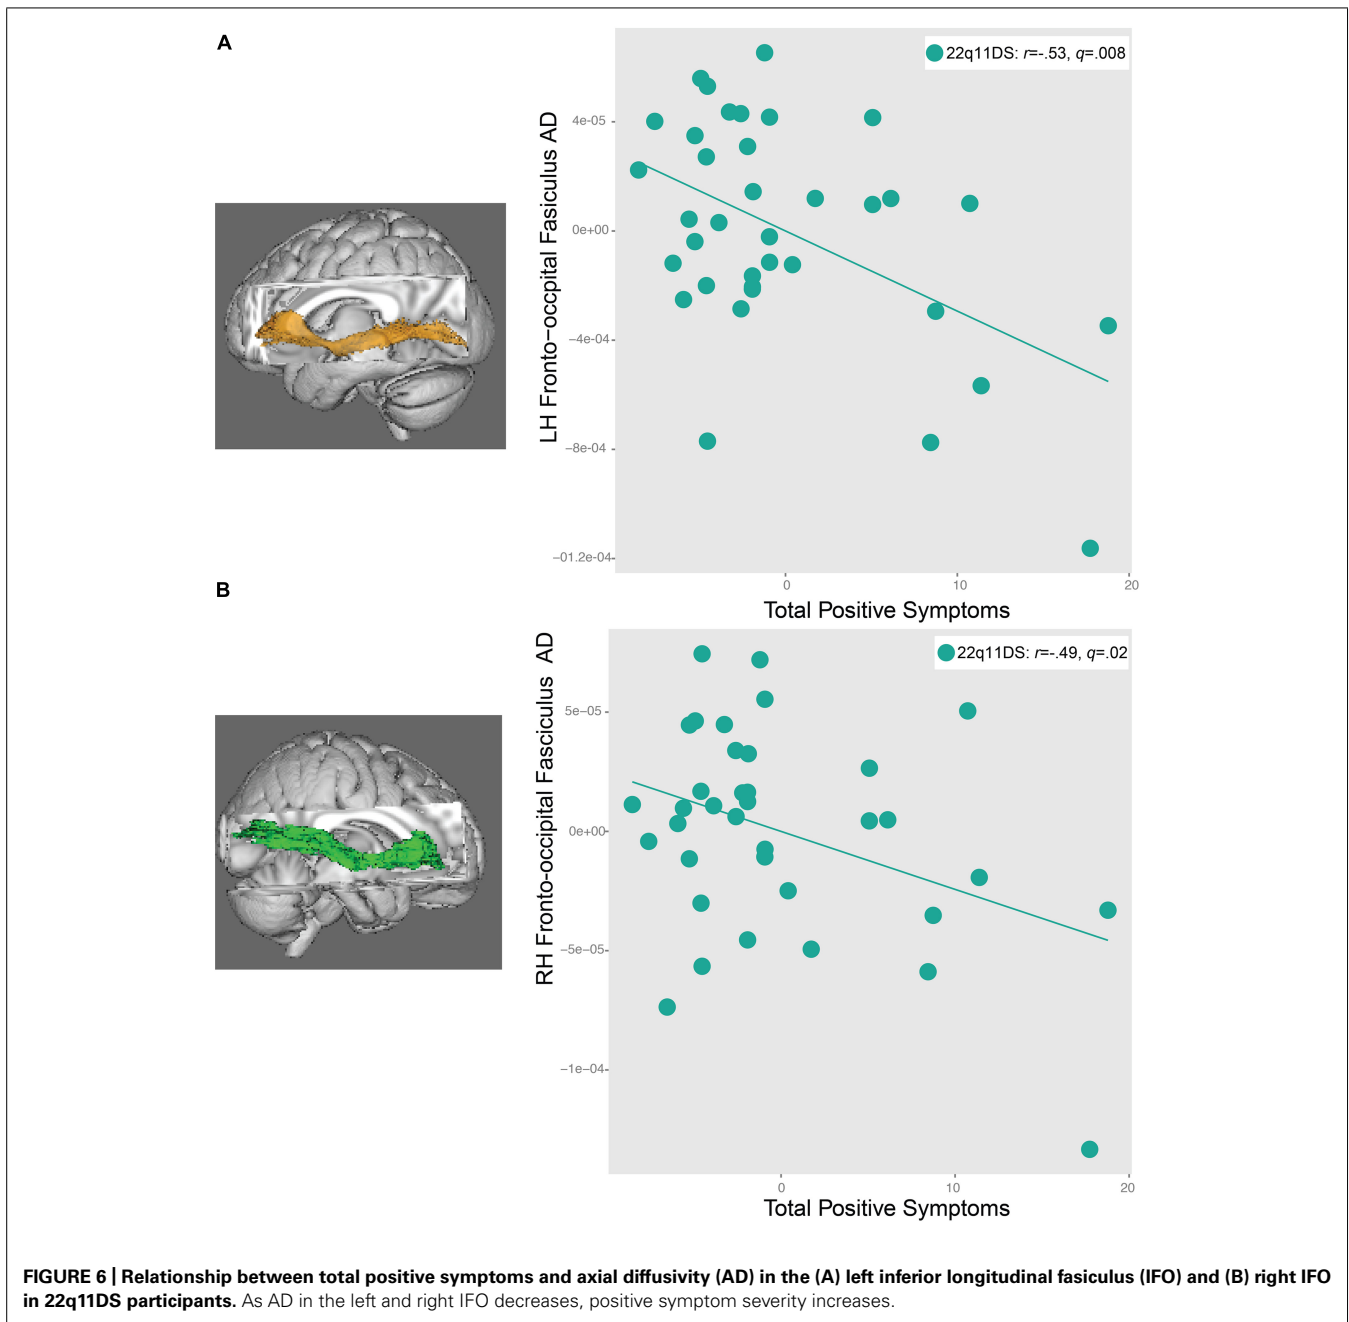 A
22q11DS: r=-.53, q=.008
LH Fronto−occpital Fasiculus AD
4e-05
0e+00
−4e-04
−8e-04
−01.2e-04
0
10
20
Total Positive Symptoms
B
22q11DS: r=-.49, q=.02
RH Fronto-occipital Fasciculus AD
5e−05
0e+00
−5e−05
−1e−04
0
10
20
Total Positive Symptoms
FIGURE 6 | Relationship between total positive symptoms and axial diffusivity (AD) in the (A) left inferior longitudinal fasiculus (IFO) and (B) right IFO
in 22q11DS participants. As AD in the left and right IFO decreases, positive symptom severity increases.